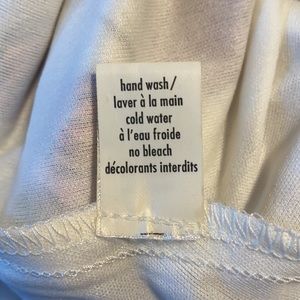 hand wash/
laver à la main
cold water
à l'eau froide
no bleach
décolorants interdits